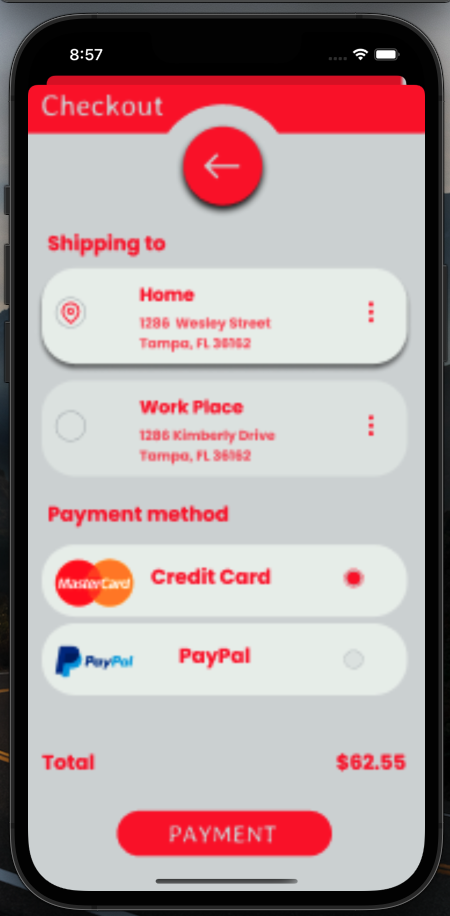 8:57
Checkout
Shipping to
Home
1286 Wesley Street
Tampa, FL 36162
Work Place
1286 Kimberly Drive
Tampa, FL 36162
Payment method
MasterCard Credit Card
PayPal PayPal
Total $62.55
PAYMENT